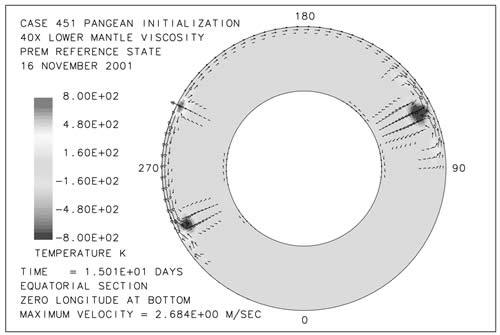 CASE 451 PANGEAN INITIALIZATION
40X LOWER MANTLE VISCOSITY
PREM REFERENCE STATE
16 NOVEMBER 2001
180
8.00E+02
4.80E+02
1.60E+02
-1.60E+02
-4.80E+02
-8.00E+02
TEMPERATURE K
270
90
TIME = 1.501E+01 DAYS
EQUATORIAL SECTION
ZERO LONGITUDE AT BOTTOM
MAXIMUM VELOCITY = 2.684E+00 M/SEC
0